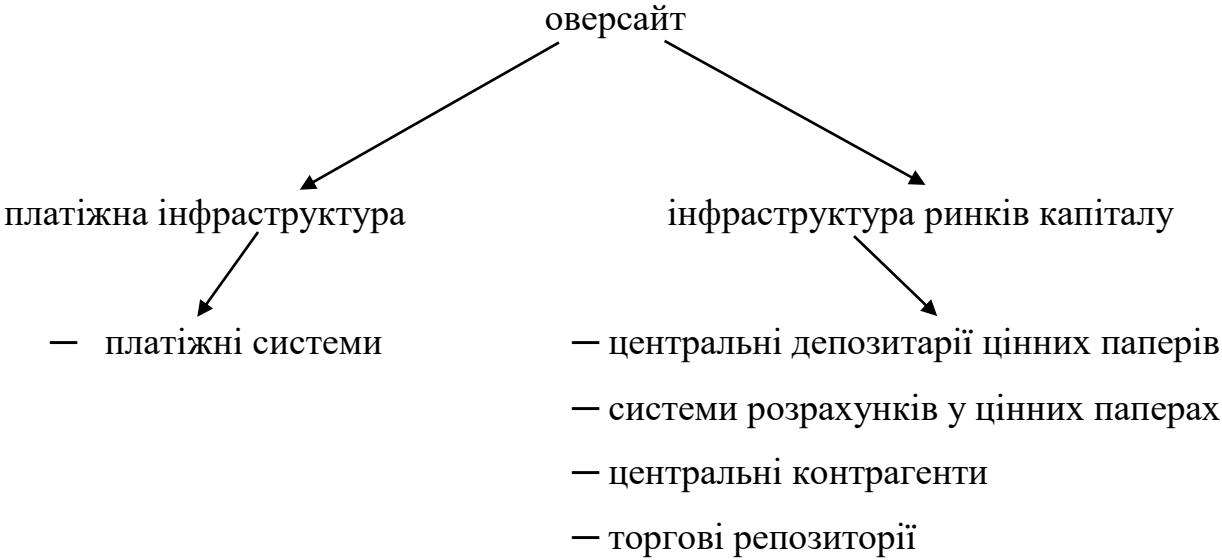 оверсайт
платіжна інфраструктура
інфраструктура ринків капіталу
— платіжні системи
— центральні депозитарії цінних паперів
— системи розрахунків у цінних паперах
— центральні контрагенти
— торгові репозиторії